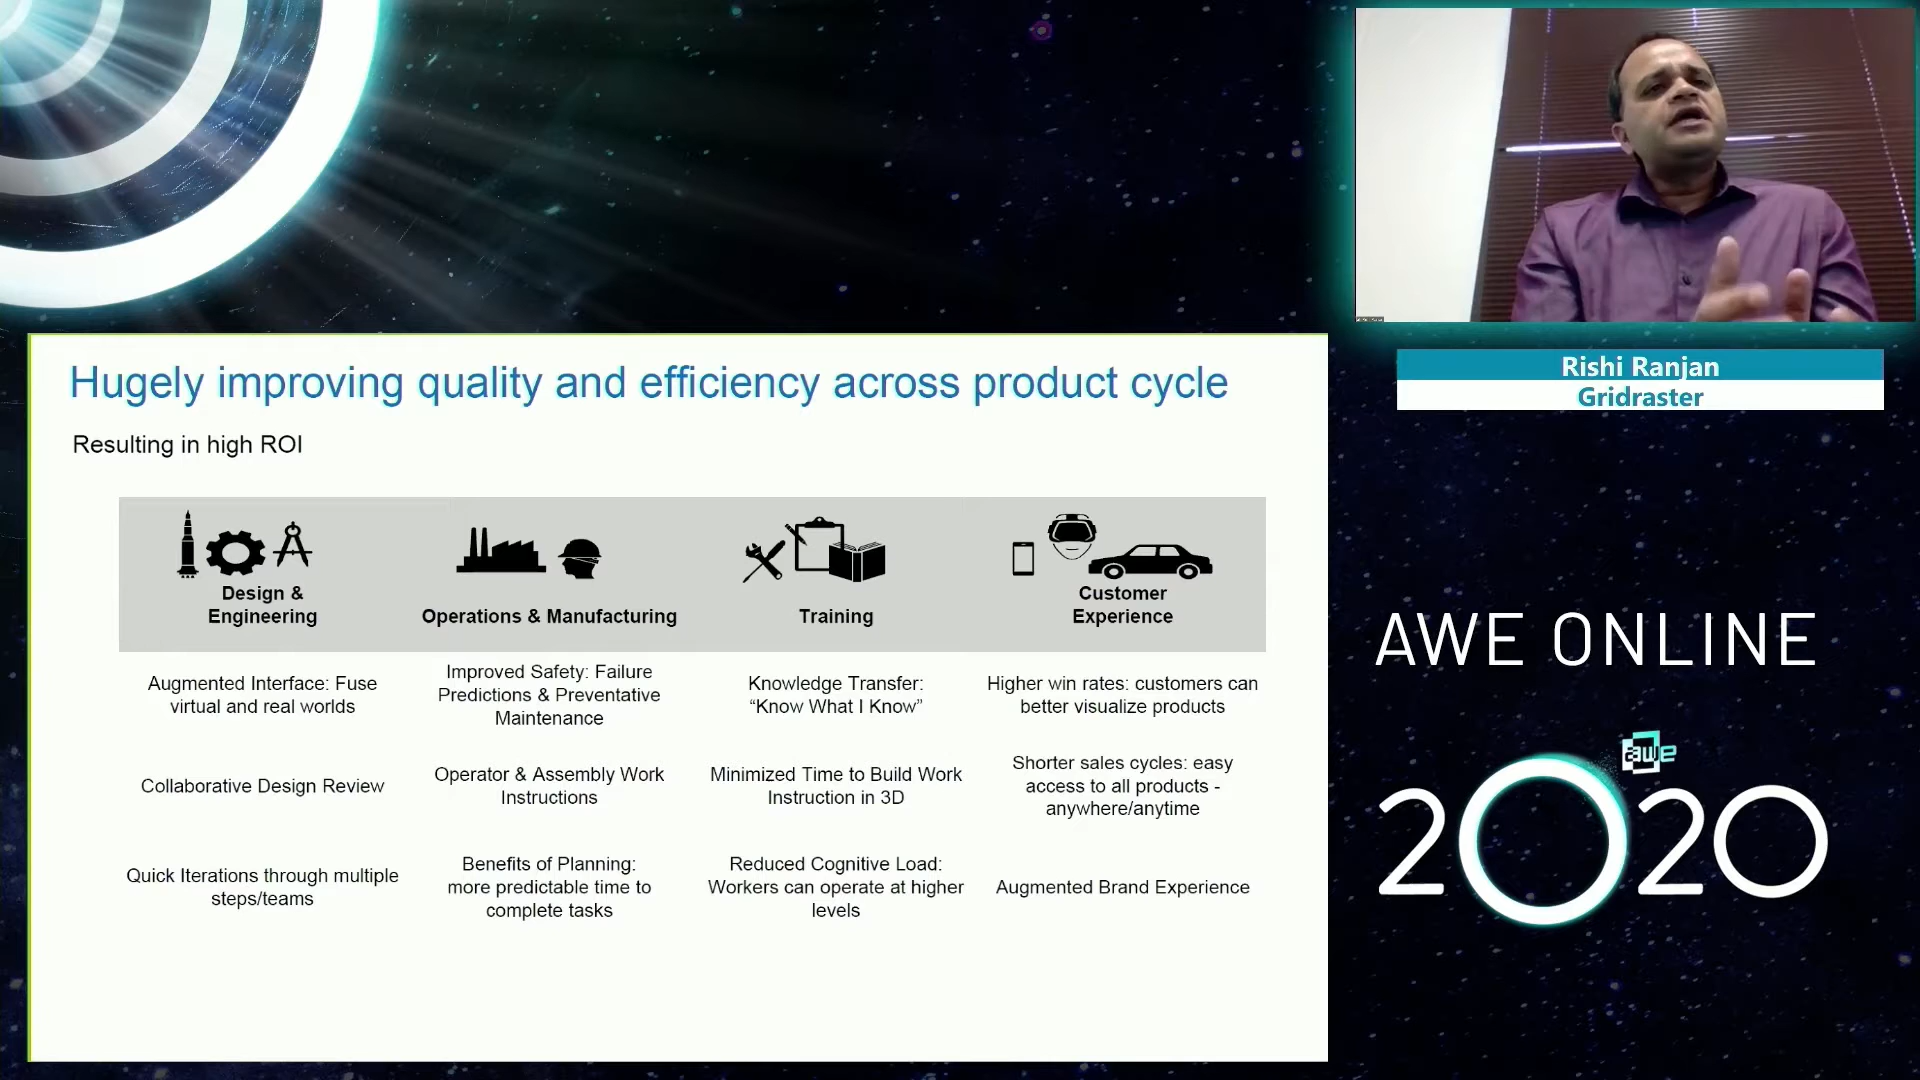 Rishi Ranjan
Gridraster
Hugely improving quality and efficiency across product cycle
Resulting in high ROI
Design &
Engineering
Operations & Manufacturing
Training
Customer
Experience
Augmented Interface: Fuse
virtual and real worlds
Improved Safety: Failure
Predictions & Preventative
Maintenance
Knowledge Transfer:
“Know What I Know”
Higher win rates: customers can
better visualize products
Collaborative Design Review
Operator & Assembly Work
Instructions
Minimized Time to Build Work
Instruction in 3D
Shorter sales cycles: easy
access to all products -
anywhere/anytime
Quick Iterations through multiple
steps/teams
Benefits of Planning:
more predictable time to
complete tasks
Reduced Cognitive Load:
Workers can operate at higher
levels
Augmented Brand Experience
AWE ONLINE
awe
2020